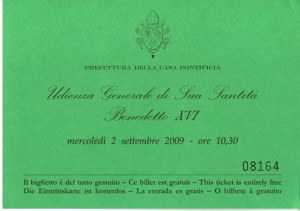 PREFETTURA DELLA CASA PONTIFICIA
Udienza Generale di Sua Santità
Benedetto XVI
mercoledì 2 settembre 2009 - ore 10,30
08164
Il biglietto è del tutto gratuito – Ce billet est gratuit – This ticket is entirely free
Die Eintrittskarte ist kostenlos – La entrada es gratis – O bilhete é gratuito